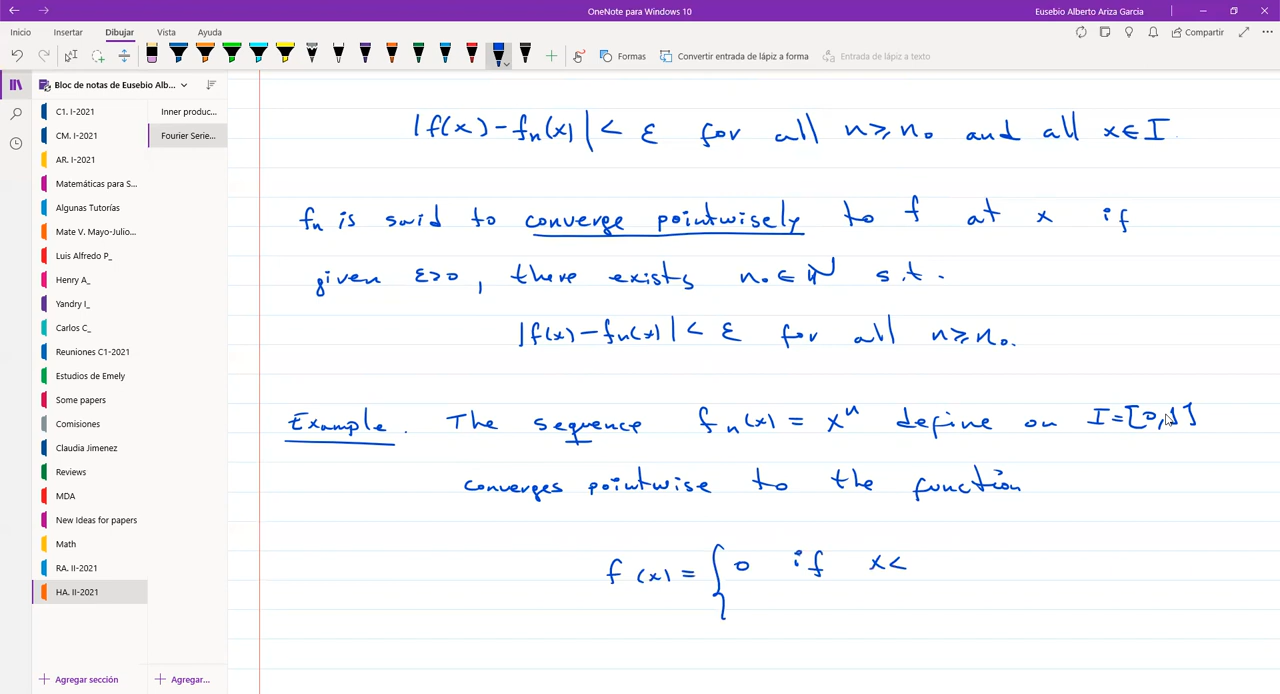 OneNote para Windows 10
Eusebio Alberto Ariza Garcia
Inicio Insertar Dibujar Vista Ayuda
Compartir
Formas
Convertir entrada de lápiz a forma
Entrada de lápiz a texto
Bloc de notas de Eusebio Alb...
C1. I-2021
CM. I-2021
AR. I-2021
Matemáticas para S...
Algunas Tutorías
Mate V. Mayo-Julio...
Luis Alfredo P_
Henry A_
Yandry I_
Carlos C_
Reuniones C1-2021
Estudios de Emely
Some papers
Comisiones
Claudia Jimenez
Reviews
MDA
New Ideas for papers
Math
RA. II-2021
HA. II-2021
Agregar sección
Inner produc...
Fourier Serie...
Agregar...
|f(x) - fn(x)| < ε for all n ≥ n₀ and all x ∈ I.
fn is said to converge pointwisely to f at x if
given ε>0, there exists n₀ ∈ ℕ s.t.
|f(x) - fn(x)| < ε for all n ≥ n₀.
Example. The sequence fn(x) = xⁿ define on I = [0,1]
converges pointwise to the function
f(x) = { 0 if x <